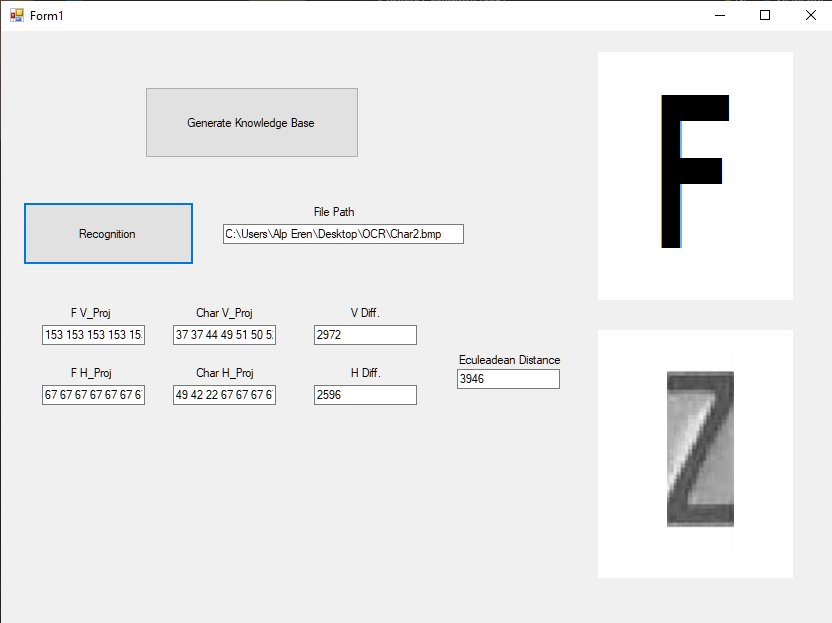 Form1
Generate Knowledge Base
Recognition
File Path
C:\Users\Alp Eren\Desktop\OCR\Char2.bmp
F V_Proj
Char V_Proj
V Diff.
153 153 153 153 15
37 37 44 49 51 50 5
2972
F H_Proj
Char H_Proj
H Diff.
Eculeadean Distance
67 67 67 67 67 67 6
49 42 22 67 67 67 6
2596
3946
F
Z